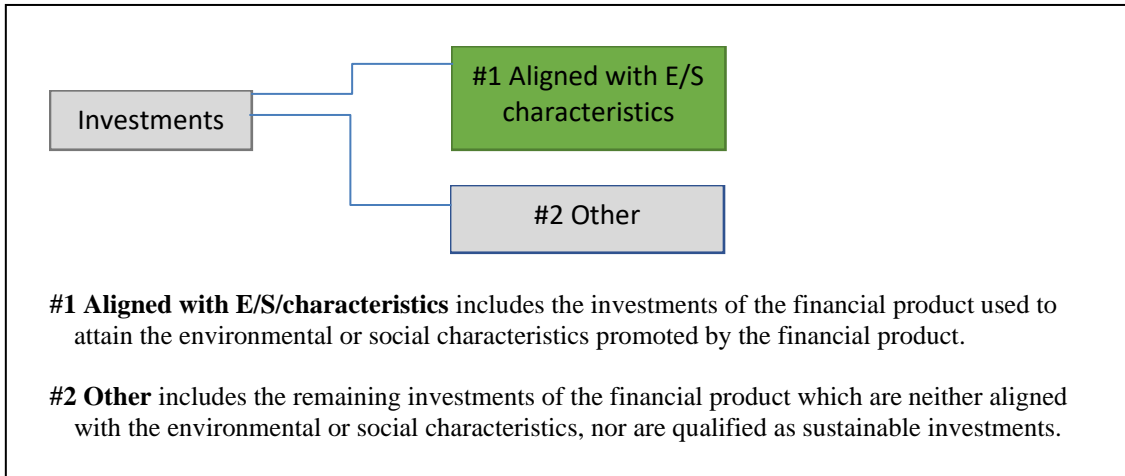 #1 Aligned with E/S
characteristics
Investments
#2 Other
#1 Aligned with E/S/characteristics includes the investments of the financial product used to
attain the environmental or social characteristics promoted by the financial product.
#2 Other includes the remaining investments of the financial product which are neither aligned
with the environmental or social characteristics, nor are qualified as sustainable investments.